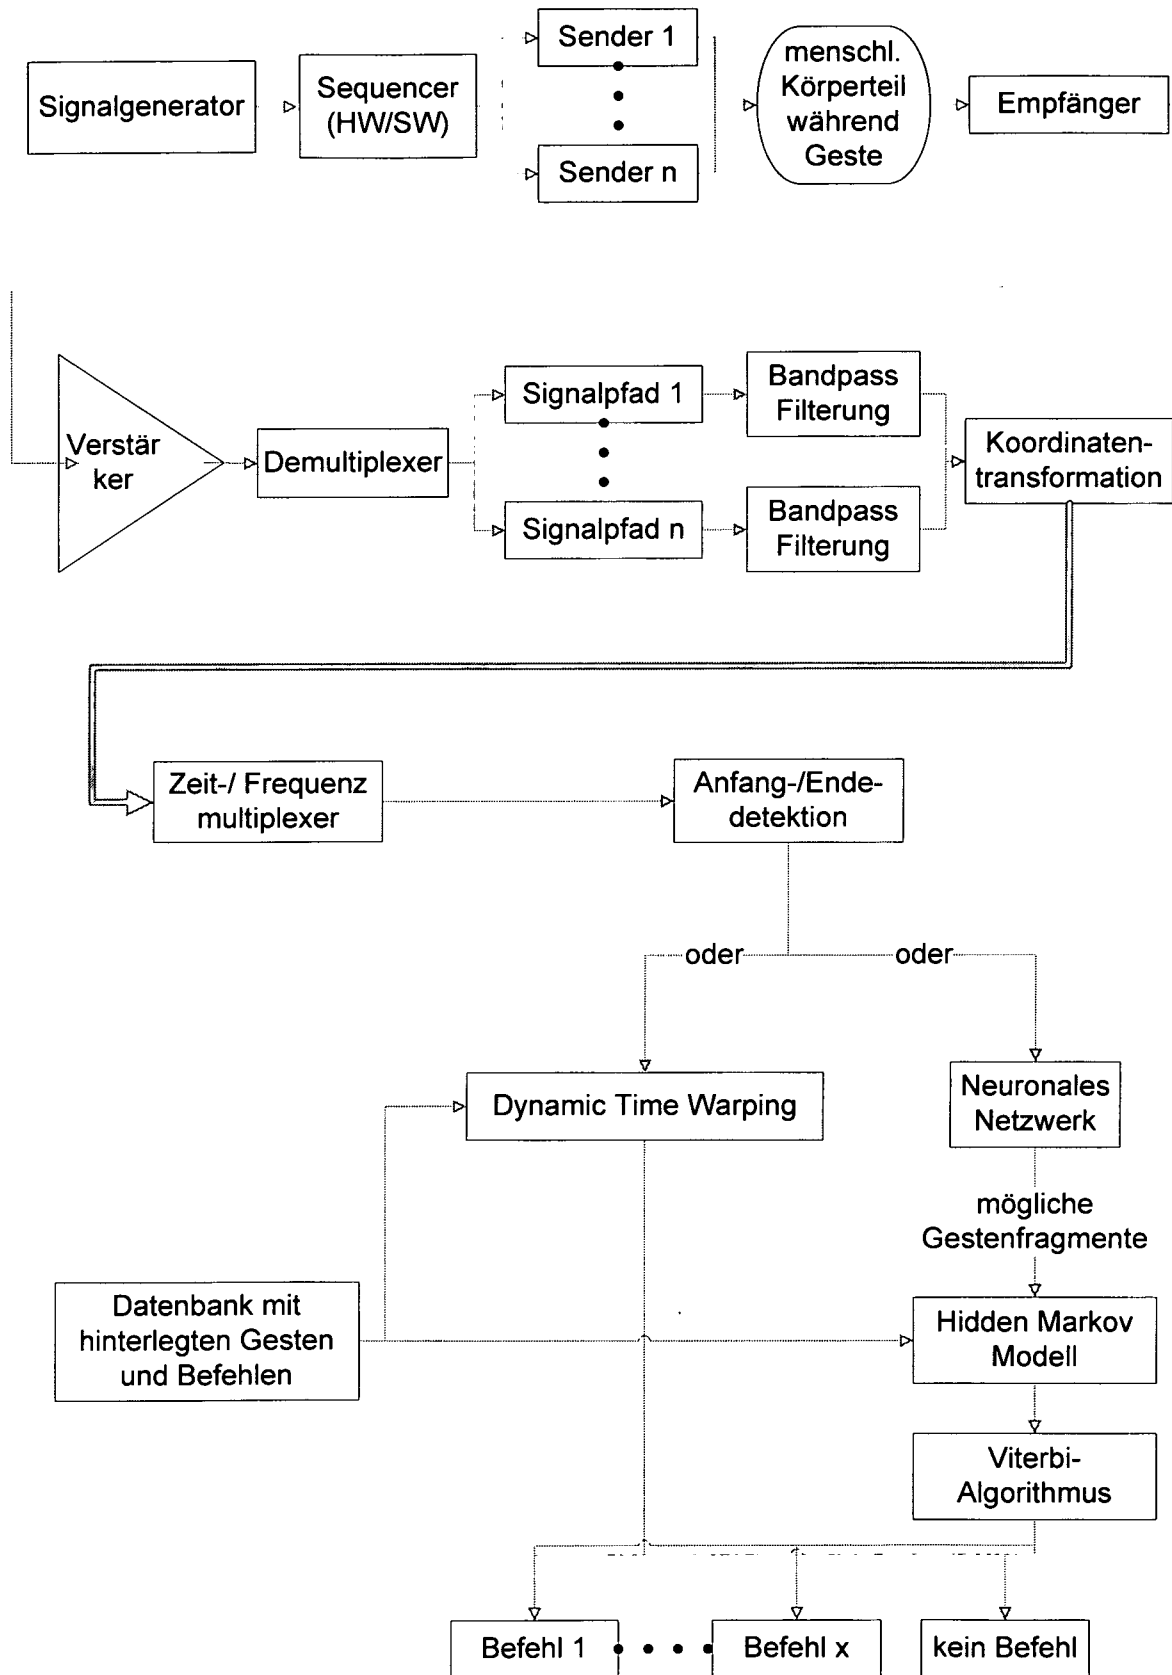 Signalgenerator
Sequencer
(HW/SW)
Sender 1
Sender n
menschl.
Körperteil
während
Geste
Empfänger
Verstär
ker
Demultiplexer
Signalpfad 1
Signalpfad n
Bandpass
Filterung
Bandpass
Filterung
Koordinaten-
transformation
Zeit-/ Frequenz
multiplexer
Anfang-/Ende-
detektion
oder
oder
Dynamic Time Warping
Neuronales
Netzwerk
mögliche
Gestenfragmente
Datenbank mit
hinterlegten Gesten
und Befehlen
Hidden Markov
Modell
Viterbi-
Algorithmus
Befehl 1
Befehl x
kein Befehl